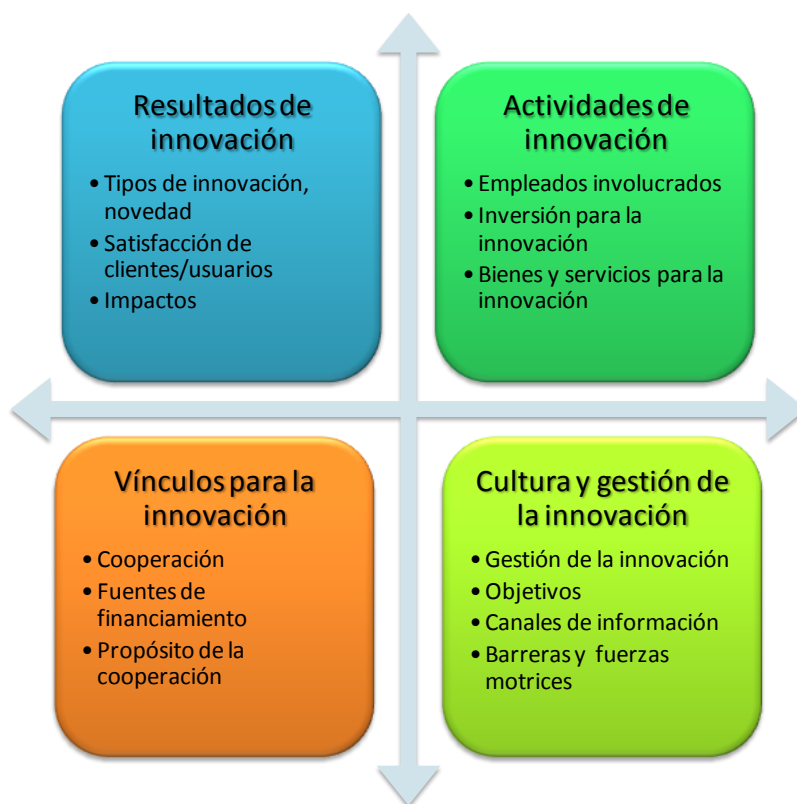 Resultados de
innovación
• Tipos de innovación,
novedad
• Satisfacción de
clientes/usuarios
• Impactos
Actividades de
innovación
• Empleados involucrados
• Inversión para la
innovación
• Bienes y servicios para la
innovación
Vínculos para la
innovación
• Cooperación
• Fuentes de
financiamiento
• Propósito de la
cooperación
Cultura y gestión de
la innovación
• Gestión de la innovación
• Objetivos
• Canales de información
• Barreras y fuerzas
motrices